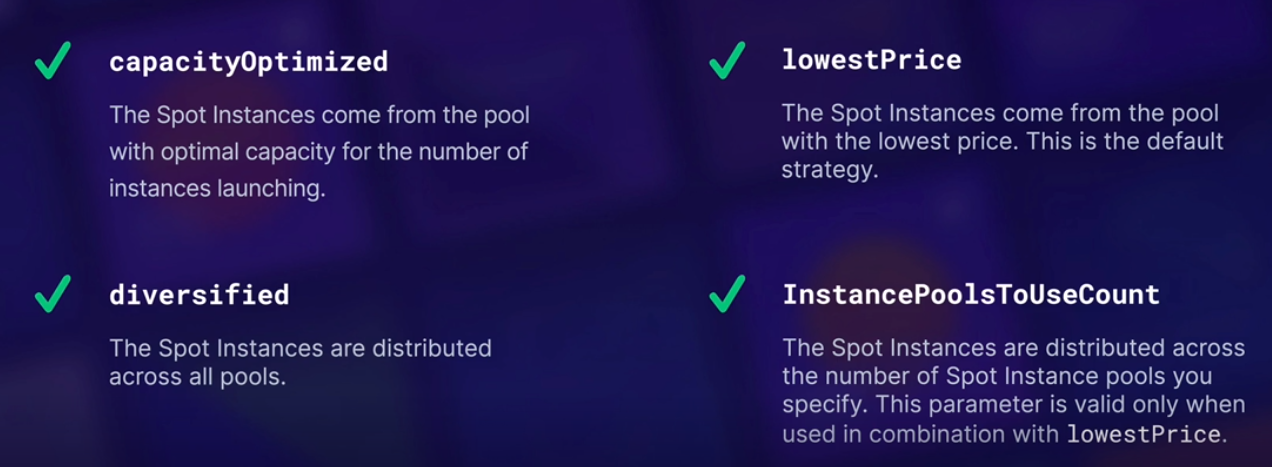 capacityOptimized
The Spot Instances come from the pool
with optimal capacity for the number of
instances launching.
lowestPrice
The Spot Instances come from the pool
with the lowest price. This is the default
strategy.
diversified
The Spot Instances are distributed
across all pools.
InstancePoolsToUseCount
The Spot Instances are distributed across
the number of Spot Instance pools you
specify. This parameter is valid only when
used in combination with lowestPrice.